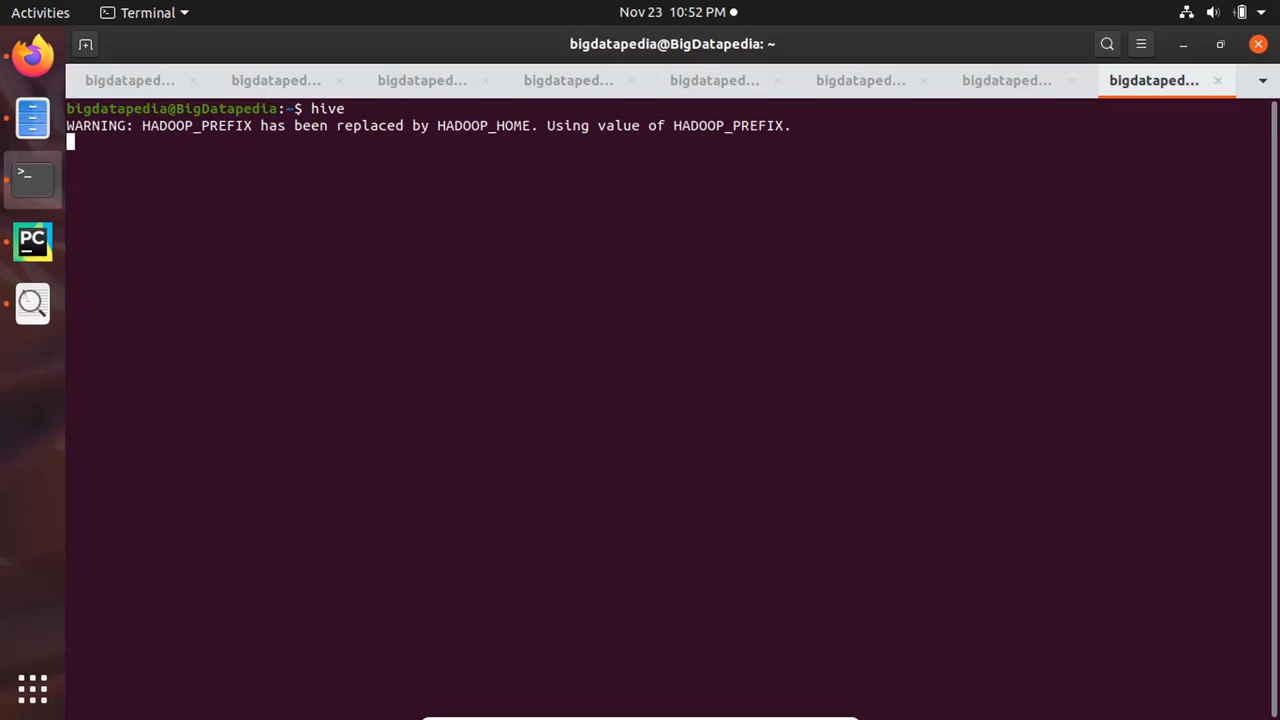 Activities
Terminal
Nov 23 10:52 PM
bigdatapedia@BigDatapedia: ~
bigdataped...
bigdataped...
bigdataped...
bigdataped...
bigdataped...
bigdataped...
bigdataped...
bigdataped...
bigdatapedia@BigDatapedia:~$ hive
WARNING: HADOOP_PREFIX has been replaced by HADOOP_HOME. Using value of HADOOP_PREFIX.
>_
PC